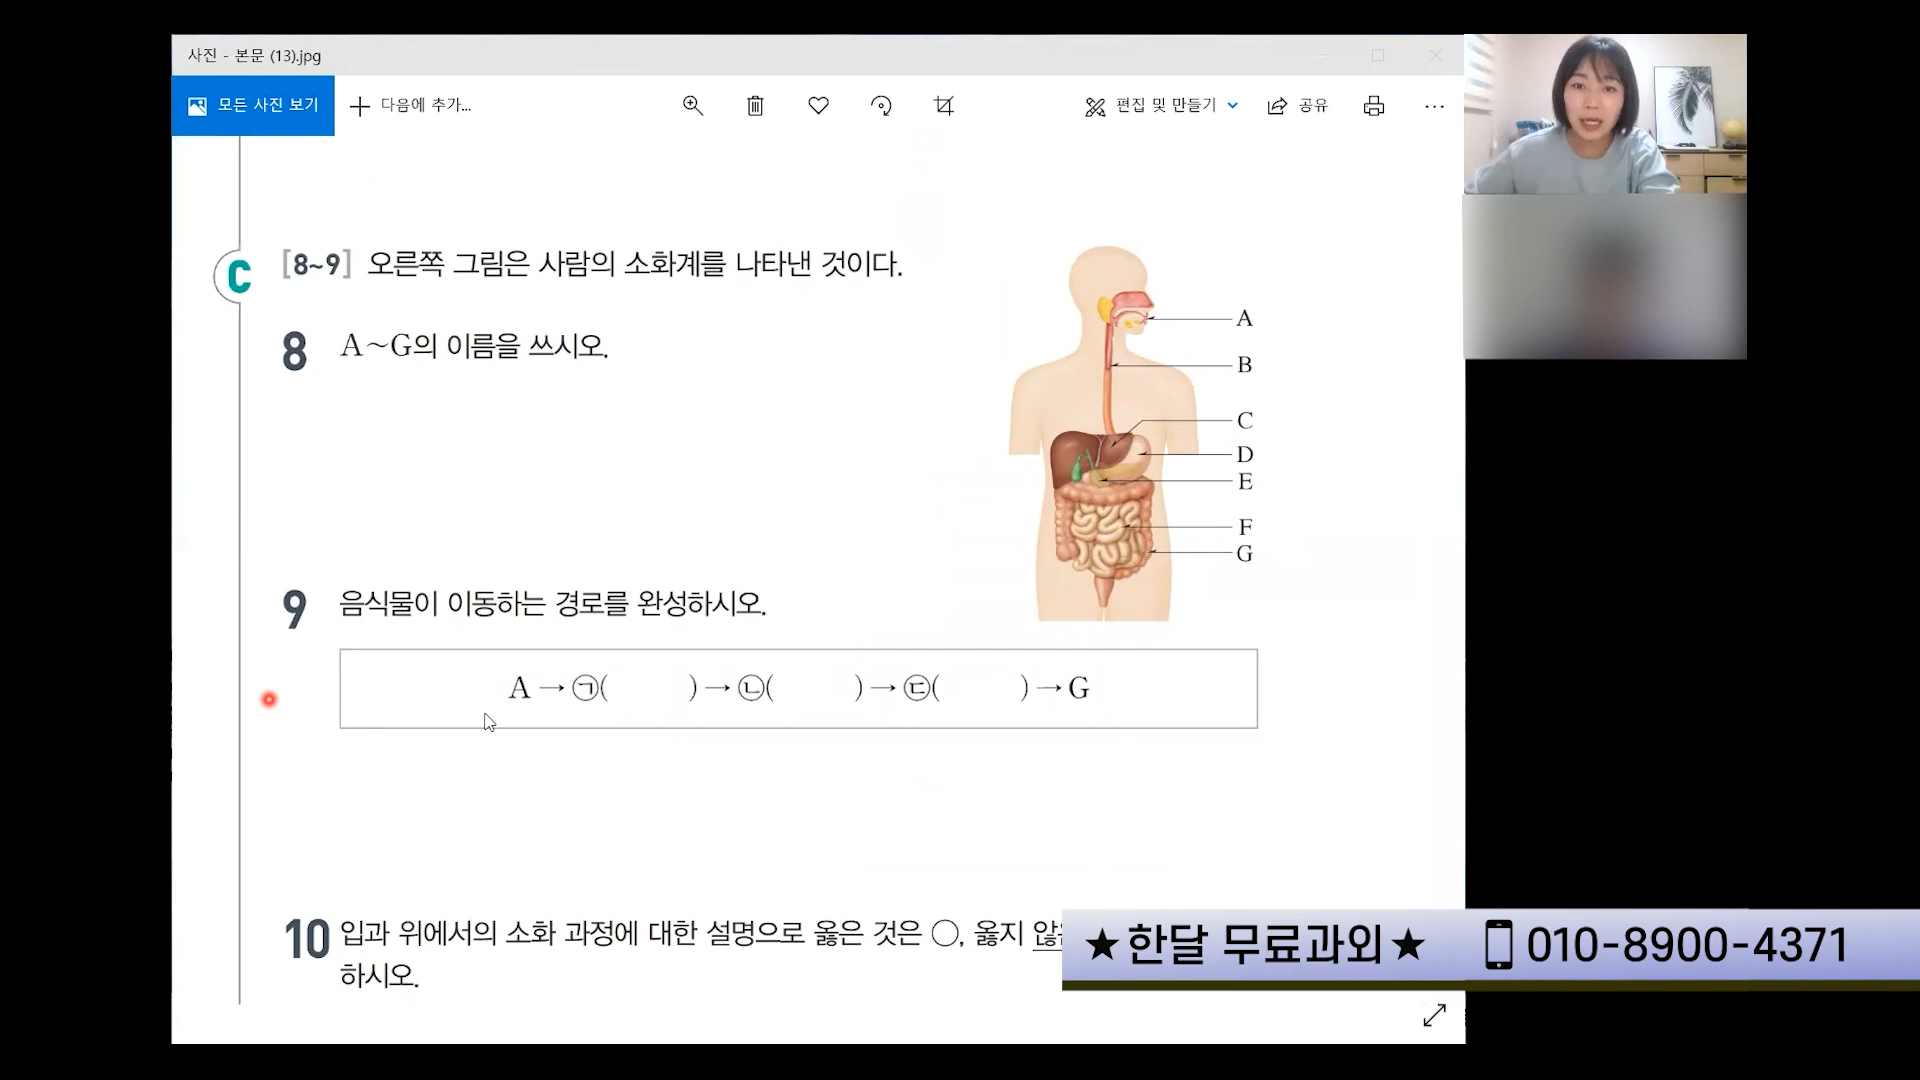 사진 - 본문 (13).jpg
모든 사진 보기
다음에 추가...
편집 및 만들기
공유
C
[8~9] 오른쪽 그림은 사람의 소화계를 나타낸 것이다.
8 A~G의 이름을 쓰시오.
A
B
C
D
E
F
G
9 음식물이 이동하는 경로를 완성하시오.
A → ㉠( ) → ㉡( ) → ㉢( ) → G
10 입과 위에서의 소화 과정에 대한 설명으로 옳은 것은 ○, 옳지
하시오.
★한달 무료과외★ 010-8900-4371